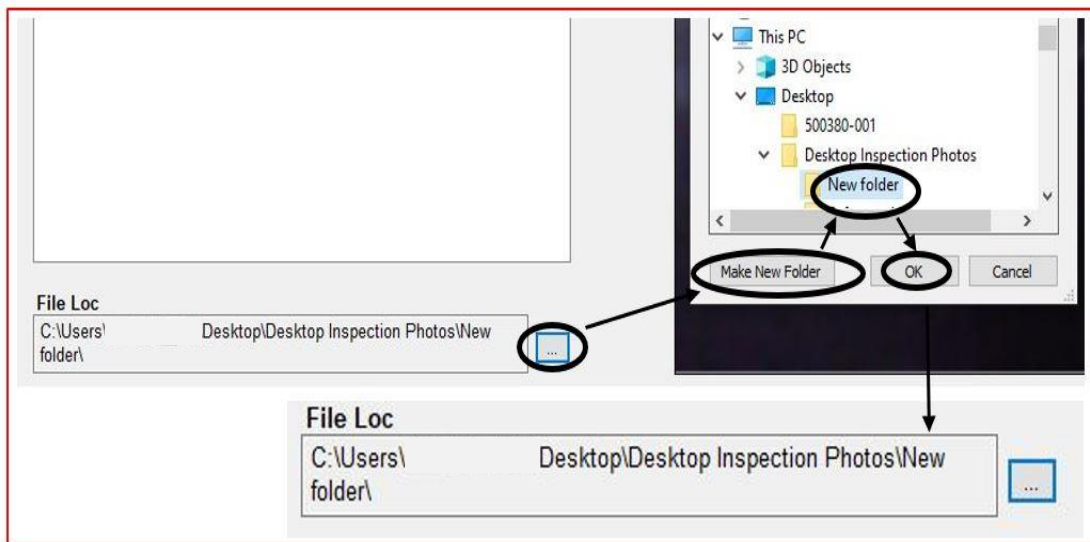 This PC
3D Objects
Desktop
500380-001
Desktop Inspection Photos
New folder
Make New Folder
OK
Cancel
File Loc
C:\Users\ Desktop\Desktop Inspection Photos\New
folder\
...
File Loc
C:\Users\ Desktop\Desktop Inspection Photos\New
folder\
...